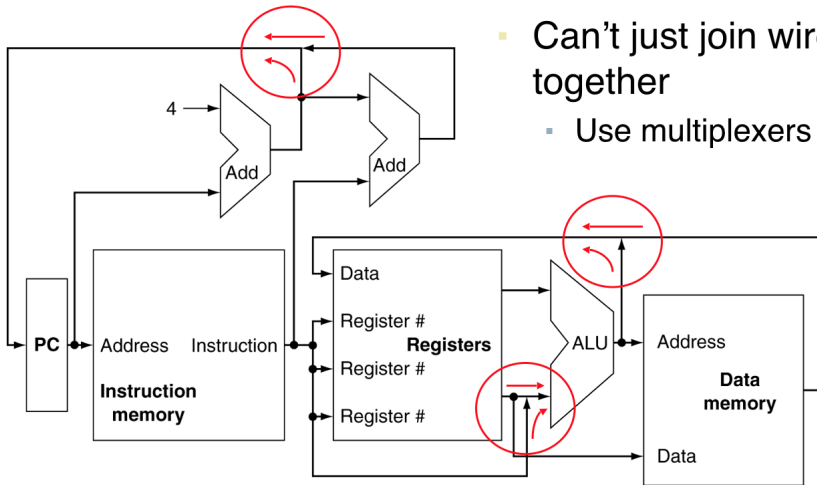 Can't just join
together
Use multiplexers
4
Add
Add
PC
Address
Instruction
Instruction
memory
Data
Register #
Register #
Register #
Registers
ALU
Address
Data
memory
Data